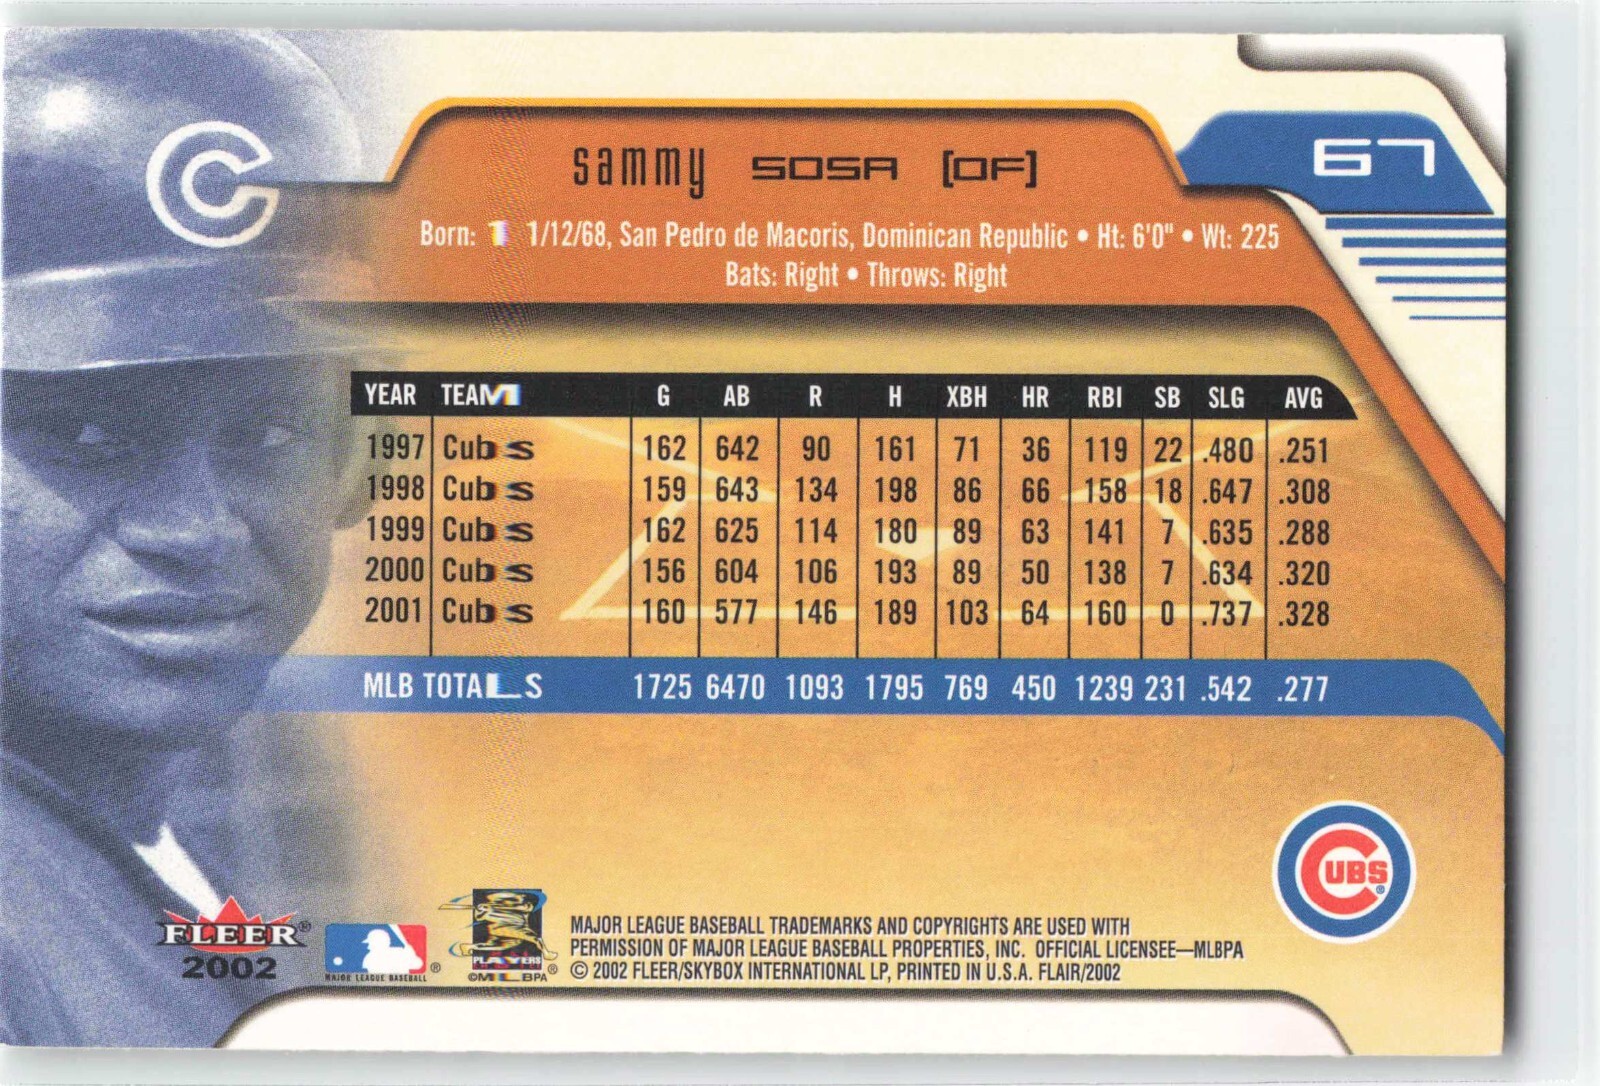 C
sammy SOSA [OF]
67
Born: 11/12/68, San Pedro de Macoris, Dominican Republic • Ht: 6'0" • Wt: 225
Bats: Right • Throws: Right
YEAR TEAM G AB R H XBH HR RBI SB SLG AVG
1997 Cubs 162 642 90 161 71 36 119 22 .480 .251
1998 Cubs 159 643 134 198 86 66 158 18 .647 .308
1999 Cubs 162 625 114 180 89 63 141 7 .635 .288
2000 Cubs 156 604 106 193 89 50 138 7 .634 .320
2001 Cubs 160 577 146 189 103 64 160 0 .737 .328
MLB TOTALS 1725 6470 1093 1795 769 450 1239 231 .542 .277
CUBS®
FLEER®
2002
MAJOR LEAGUE BASEBALL®
PLAYERS
©MLBPA®
MAJOR LEAGUE BASEBALL TRADEMARKS AND COPYRIGHTS ARE USED WITH
PERMISSION OF MAJOR LEAGUE BASEBALL PROPERTIES, INC. OFFICIAL LICENSEE—MLBPA
© 2002 FLEER/SKYBOX INTERNATIONAL LP, PRINTED IN U.S.A. FLAIR/2002